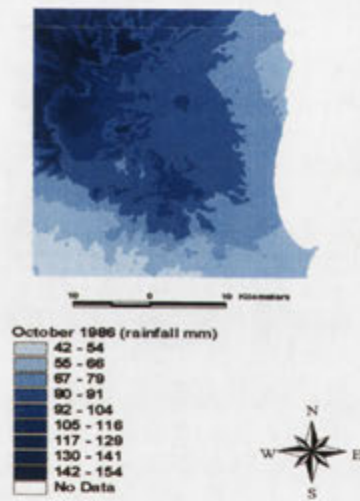 10 0 10 Kilometers
October 1986 (rainfall mm)
42 - 54
55 - 66
67 - 79
80 - 91
92 - 104
105 - 116
117 - 129
130 - 141
142 - 154
No Data
N
W E
S